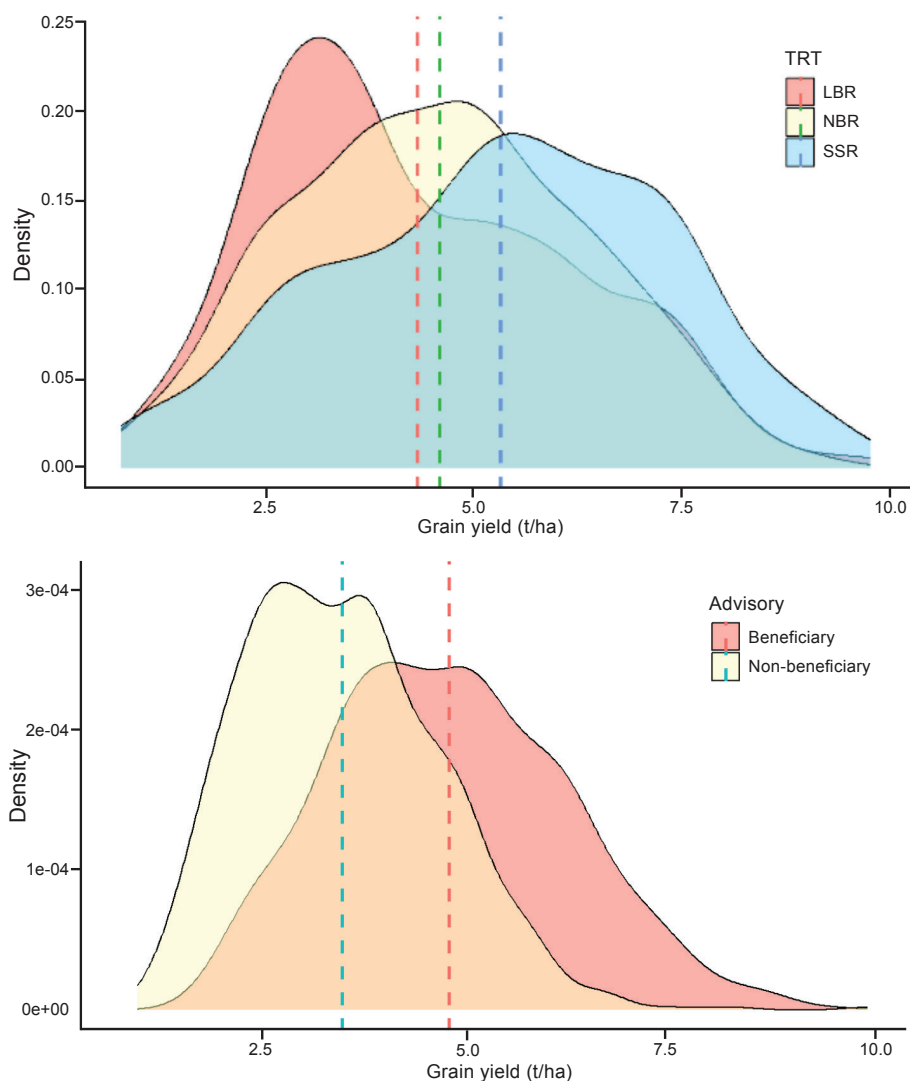 0.25
TRT
LBR
NBR
SSR
0.20
0.15
Density
0.10
0.05
0.00
2.5 5.0 7.5 10.0
Grain yield (t/ha)
3e-04
Advisory
Beneficiary
Non-beneficiary
2e-04
Density
1e-04
0e+00
2.5 5.0 7.5 10.0
Grain yield (t/ha)